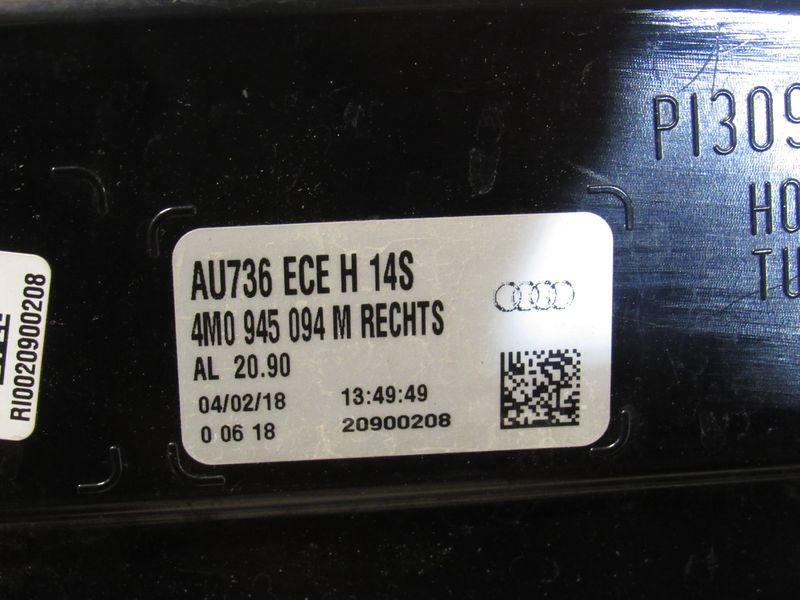 PI309
HO
TU
AU736 ECE H 14S
4M0 945 094 M RECHTS
AL 20.90
04/02/18 13:49:49
0 06 18 20900208
RI0020900208